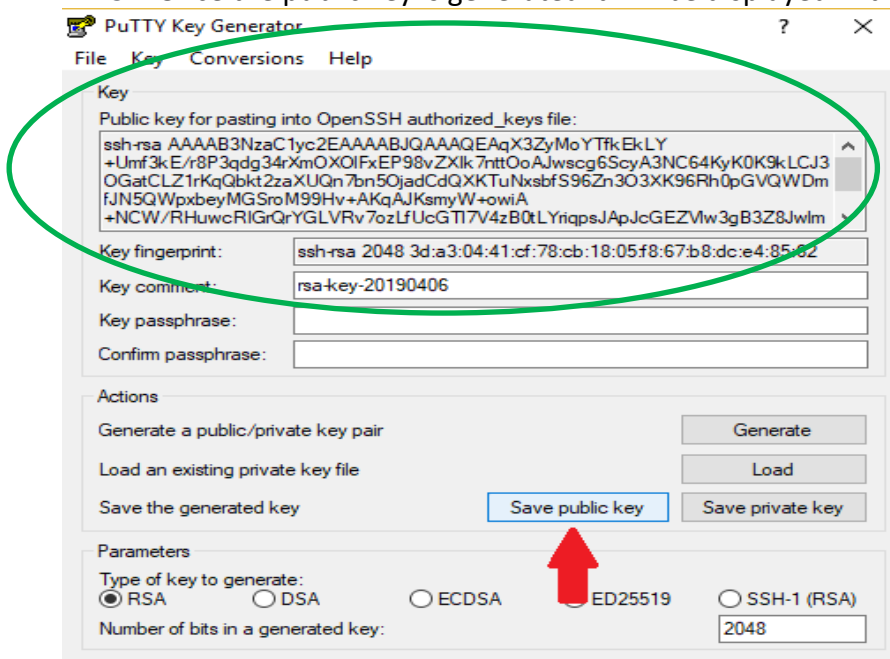 PuTTY Key Generator ?
File Key Conversions Help
Key
Public key for pasting into OpenSSH authorized_keys file:
ssh-rsa AAAAB3NzaC1yc2EAAAABJQAAAQEAqX3ZyMoYTfkEkLY
+Umf3kE/r8P3qdg34rXmOXOIFxEP98vZXIk7nttOoAJwscg6ScyA3NC64KyK0K9kLCJ3
OGatCLZ1rKqQbkt2zaXUQn7bn5OjadCdQXKTuNxsbfS96Zn3O3XK96Rh0pGVQWDm
fJN5QWpxbeyMGSroM99Hv+AKqAJKsmyW+owiA
+NCW/RHuwcRIGrQrYGLVRv7ozLfUcGTI7V4zB0tLYriqpsJApJcGEZVlw3gB3Z8Jwlm
Key fingerprint: ssh-rsa 2048 3d:a3:04:41:cf:78:cb:18:05:f8:67:b8:dc:e4:85:62
Key comment: rsa-key-20190406
Key passphrase:
Confirm passphrase:
Actions
Generate a public/private key pair Generate
Load an existing private key file Load
Save the generated key Save public key Save private key
Parameters
Type of key to generate:
RSA DSA ECDSA ED25519 SSH-1 (RSA)
Number of bits in a generated key: 2048